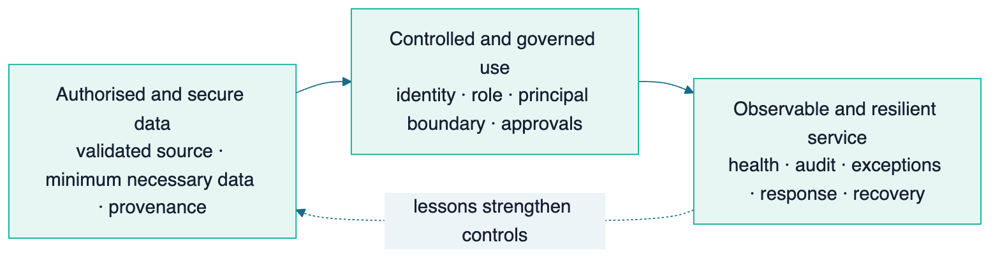 Authorised and secure
data
validated source ·
minimum necessary data
· provenance
Controlled and governed
use
identity · role · principal
boundary · approvals
Observable and resilient
service
health · audit · exceptions
· response · recovery
lessons strengthen
controls